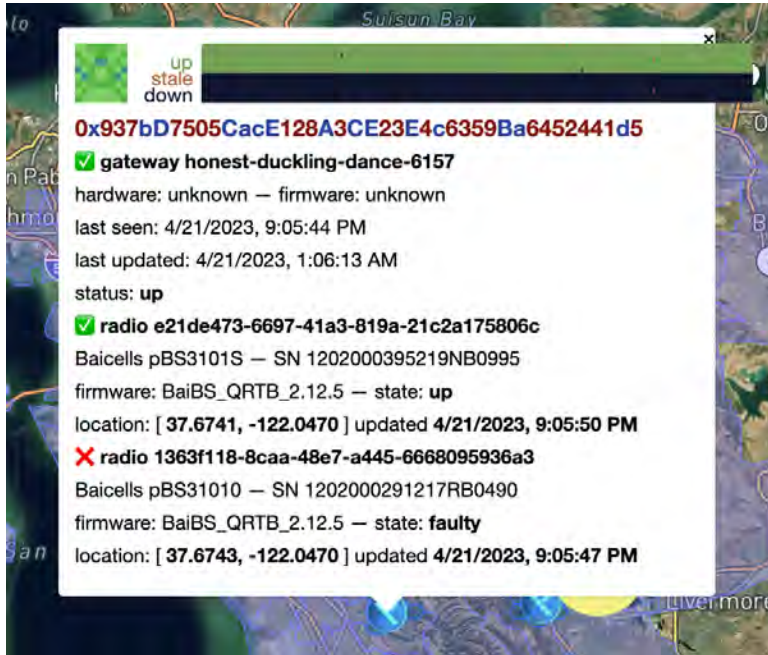 Suisun Bay
×
up
stale
down
0x937bD7505CacE128A3CE23E4c6359Ba6452441d5
✅ gateway honest-duckling-dance-6157
hardware: unknown — firmware: unknown
last seen: 4/21/2023, 9:05:44 PM
last updated: 4/21/2023, 1:06:13 AM
status: up
✅ radio e21de473-6697-41a3-819a-21c2a175806c
Baicells pBS3101S — SN 1202000395219NB0995
firmware: BaiBS_QRTB_2.12.5 — state: up
location: [ 37.6741, -122.0470 ] updated 4/21/2023, 9:05:50 PM
❌ radio 1363f118-8caa-48e7-a445-6668095936a3
Baicells pBS31010 — SN 1202000291217RB0490
firmware: BaiBS_QRTB_2.12.5 — state: faulty
location: [ 37.6743, -122.0470 ] updated 4/21/2023, 9:05:47 PM
San
Livermore